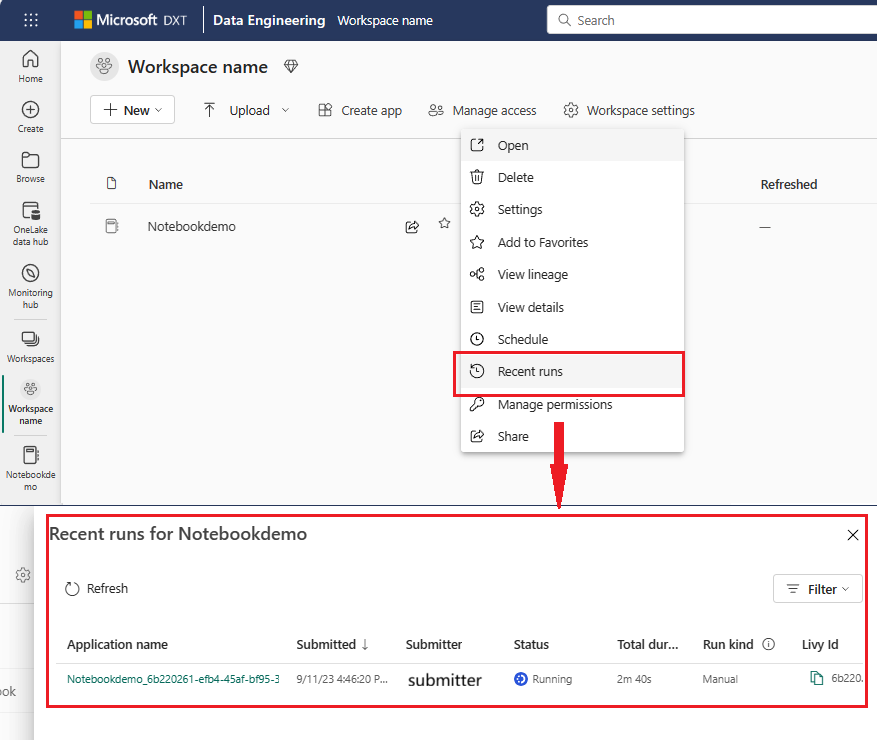 Microsoft DXT Data Engineering Workspace name Search
Home
Create
Browse
OneLake
data hub
Monitoring
hub
Workspaces
Workspace
name
Notebookde
mo
Workspace name
New Upload Create app Manage access Workspace settings
Name Refreshed
Notebookdemo —
Open
Delete
Settings
Add to Favorites
View lineage
View details
Schedule
Recent runs
Manage permissions
Share
ook
Recent runs for Notebookdemo
Refresh Filter
Application name Submitted ↓ Submitter Status Total dur... Run kind Livy Id
Notebookdemo_6b220261-efb4-45af-bf95-3 9/11/23 4:46:20 P... submitter Running 2m 40s Manual 6b220.